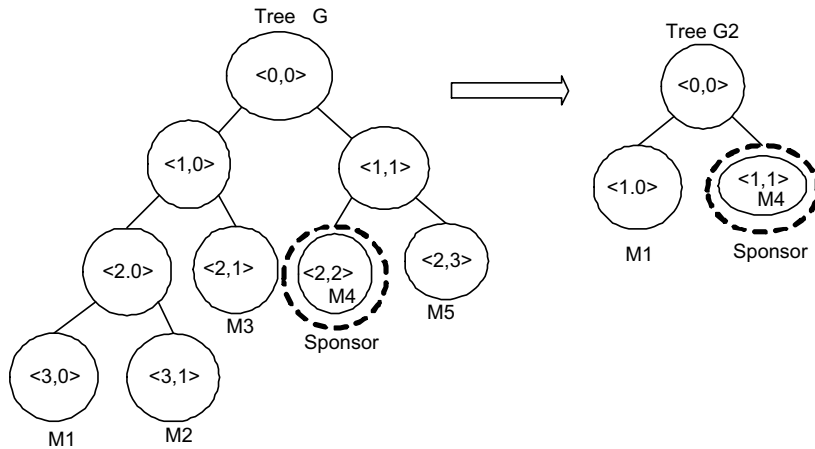 Tree G
<0,0>
<1,0>
<1,1>
<2.0>
<2,1>
<2,2>
M4
<2,3>
M3
Sponsor
M5
<3,0>
<3,1>
M1
M2
Tree G2
<0,0>
<1.0>
<1,1>
M4
M1
Sponsor